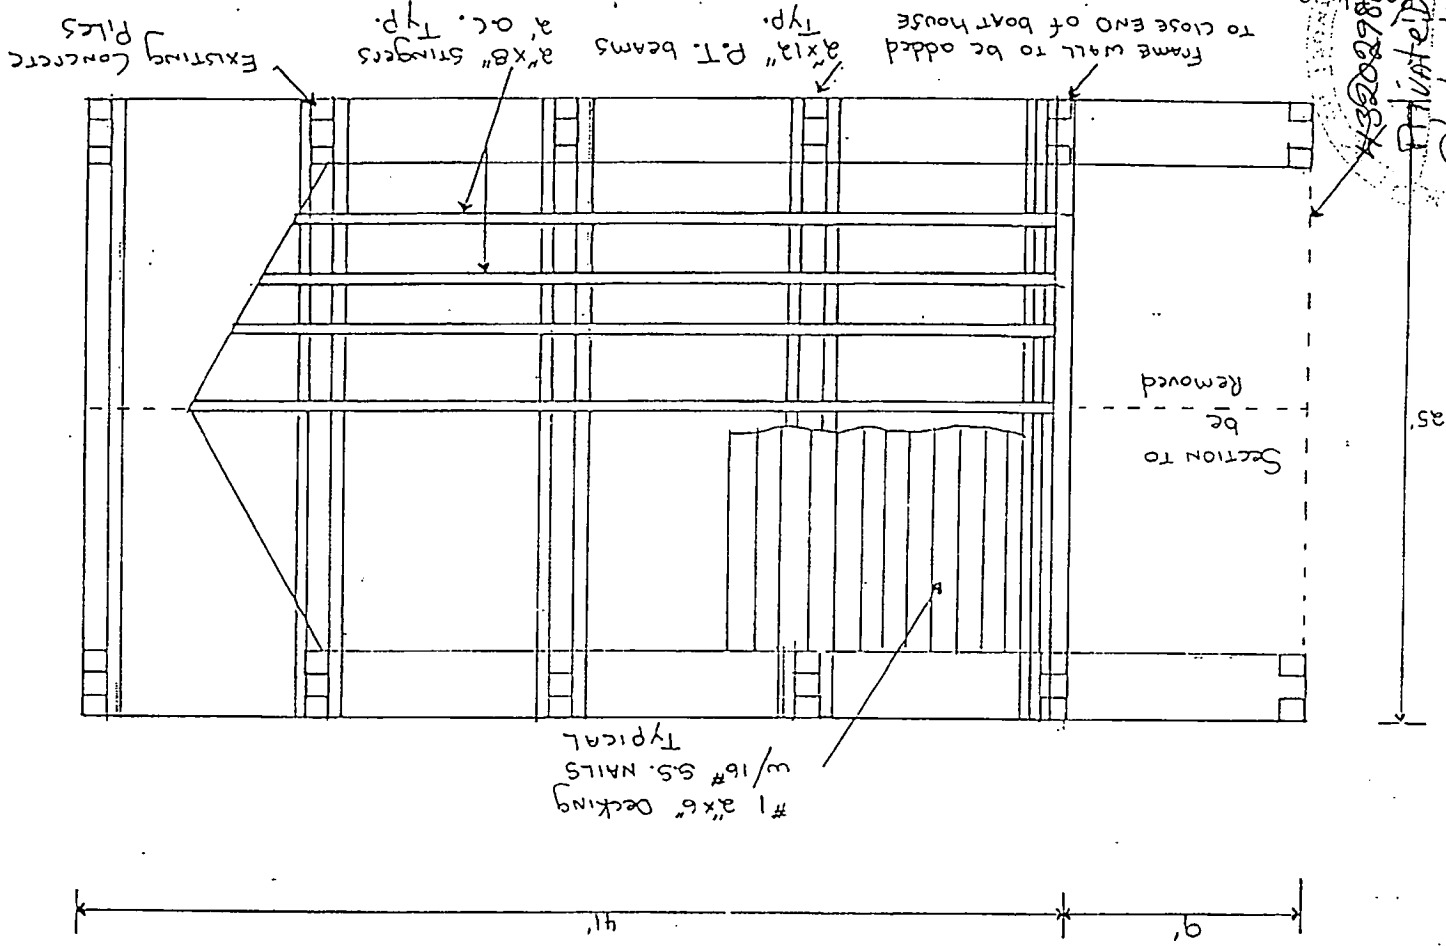 9'
41'
#1 2"x6" Decking
w/16# S.S. NAILS
TYPICAL
25'
SECTION TO
be
Removed
FRAME WALL TO be added
TO CLOSE END of boat house
2"x12" P.T. beams
Typ.
2"x8" STINGERS
2' O.C. Typ.
EXISTING CONCRETE
PILES